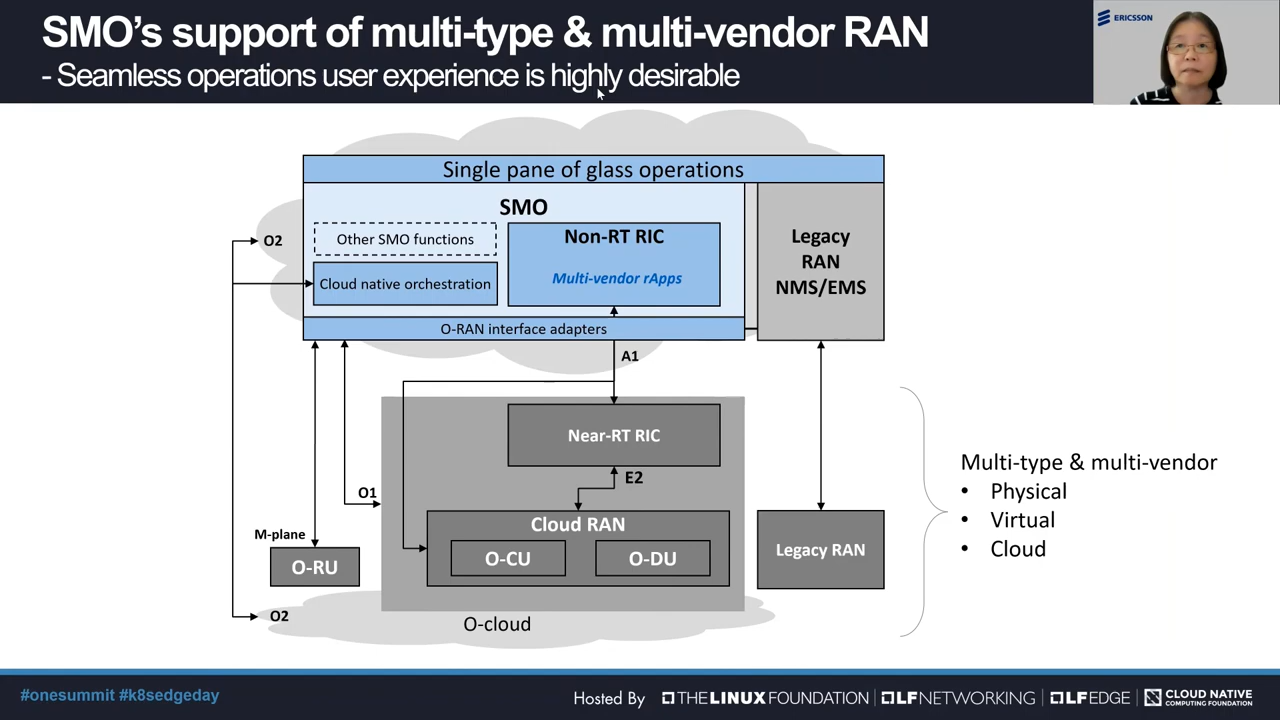 SMO's support of multi-type & multi-vendor RAN
- Seamless operations user experience is highly desirable
ERICSSON
Single pane of glass operations
SMO
Other SMO functions
Cloud native orchestration
Non-RT RIC
Multi-vendor rApps
Legacy
RAN
NMS/EMS
O2
O-RAN interface adapters
A1
Near-RT RIC
E2
O1
Cloud RAN
O-CU
O-DU
M-plane
O-RU
Legacy RAN
O2
O-cloud
Multi-type & multi-vendor
• Physical
• Virtual
• Cloud
#onesummit #k8sedgeday
Hosted By
THE LINUX FOUNDATION
LFNETWORKING
LFEDGE
CLOUD NATIVE
COMPUTING FOUNDATION